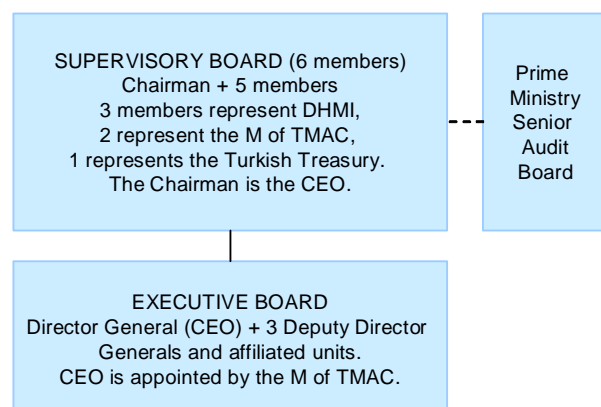 SUPERVISORY BOARD (6 members)
Chairman + 5 members
3 members represent DHMI,
2 represent the M of TMAC,
1 represents the Turkish Treasury.
The Chairman is the CEO.
Prime
Ministry
Senior
Audit
Board
EXECUTIVE BOARD
Director General (CEO) + 3 Deputy Director
Generals and affiliated units.
CEO is appointed by the M of TMAC.